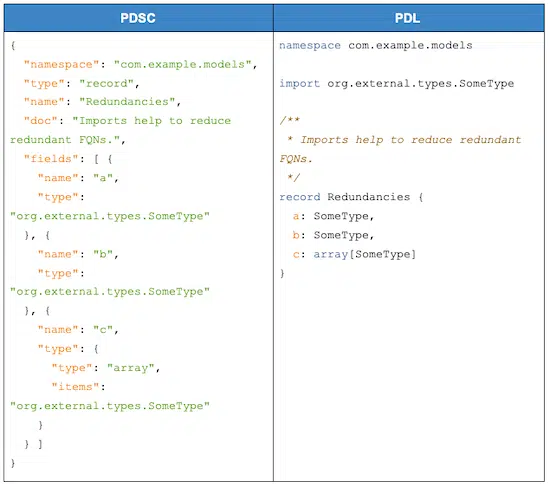 PDSC
{
  "namespace": "com.example.models",
  "type": "record",
  "name": "Redundancies",
  "doc": "Imports help to reduce
redundant FQNs.",
  "fields": [ {
    "name": "a",
    "type":
"org.external.types.SomeType"
  }, {
    "name": "b",
    "type":
"org.external.types.SomeType"
  }, {
    "name": "c",
    "type": {
      "type": "array",
      "items":
"org.external.types.SomeType"
    }
  } ]
}
PDL
namespace com.example.models

import org.external.types.SomeType

/**
 * Imports help to reduce redundant
FQNs.
 */
record Redundancies {
  a: SomeType,
  b: SomeType,
  c: array[SomeType]
}